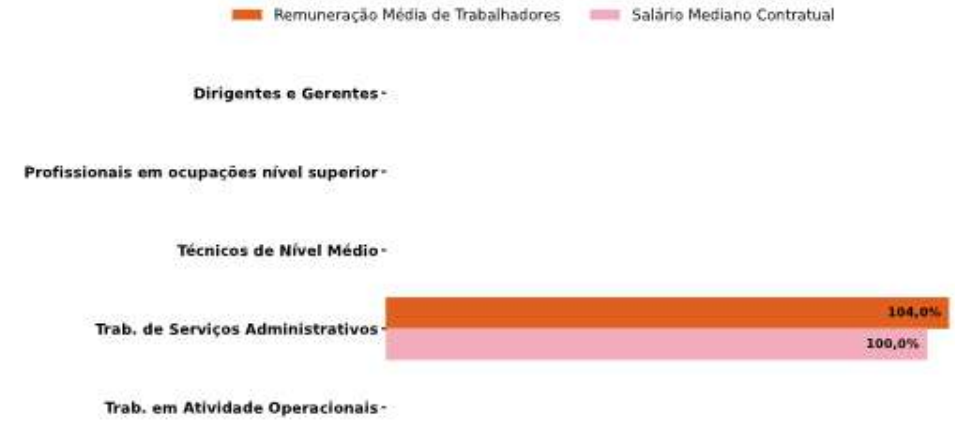 Remuneração Média de Trabalhadores Salário Mediano Contratual
Dirigentes e Gerentes
Profissionais em ocupações nível superior
Técnicos de Nível Médio
104,0%
Trab. de Serviços Administrativos
100,0%
Trab. em Atividade Operacionais